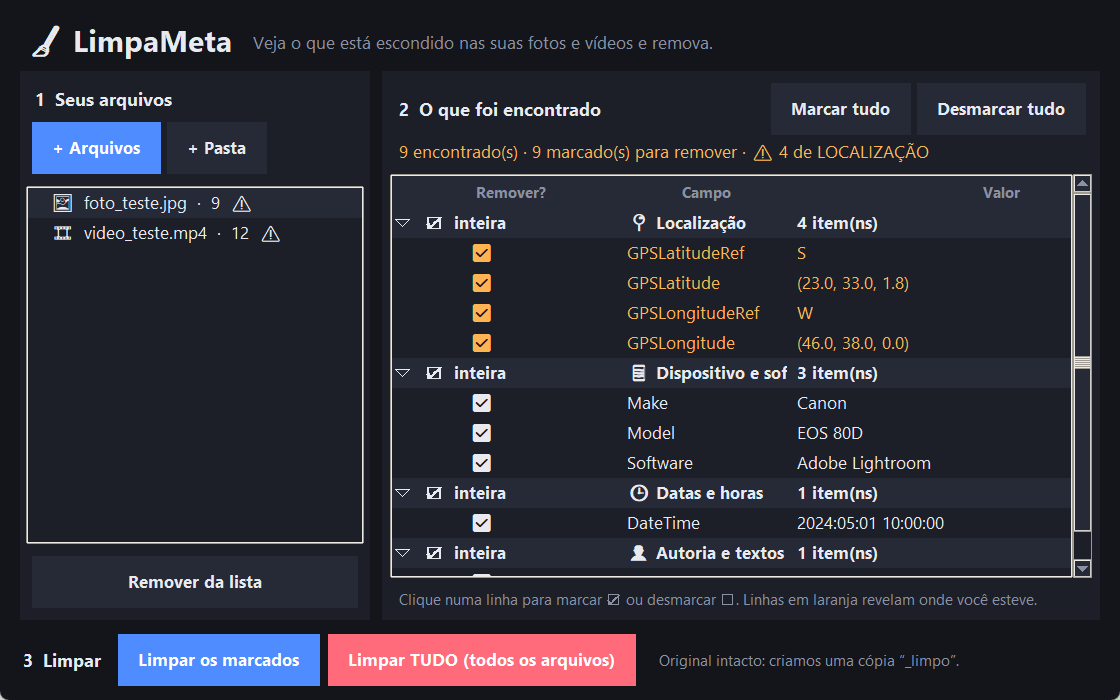 LimpaMeta Veja o que está escondido nas suas fotos e vídeos e remova.
1 Seus arquivos
+ Arquivos + Pasta
foto_teste.jpg · 9 ⚠
video_teste.mp4 · 12 ⚠
Remover da lista
2 O que foi encontrado Marcar tudo Desmarcar tudo
9 encontrado(s) · 9 marcado(s) para remover · ⚠ 4 de LOCALIZAÇÃO
Remover? Campo Valor
inteira Localização 4 item(ns)
GPSLatitudeRef S
GPSLatitude (23.0, 33.0, 1.8)
GPSLongitudeRef W
GPSLongitude (46.0, 38.0, 0.0)
inteira Dispositivo e sof 3 item(ns)
Make Canon
Model EOS 80D
Software Adobe Lightroom
inteira Datas e horas 1 item(ns)
DateTime 2024:05:01 10:00:00
inteira Autoria e textos 1 item(ns)
Clique numa linha para marcar ☑ ou desmarcar ☐. Linhas em laranja revelam onde você esteve.
3 Limpar Limpar os marcados Limpar TUDO (todos os arquivos) Original intacto: criamos uma cópia “_limpo”.